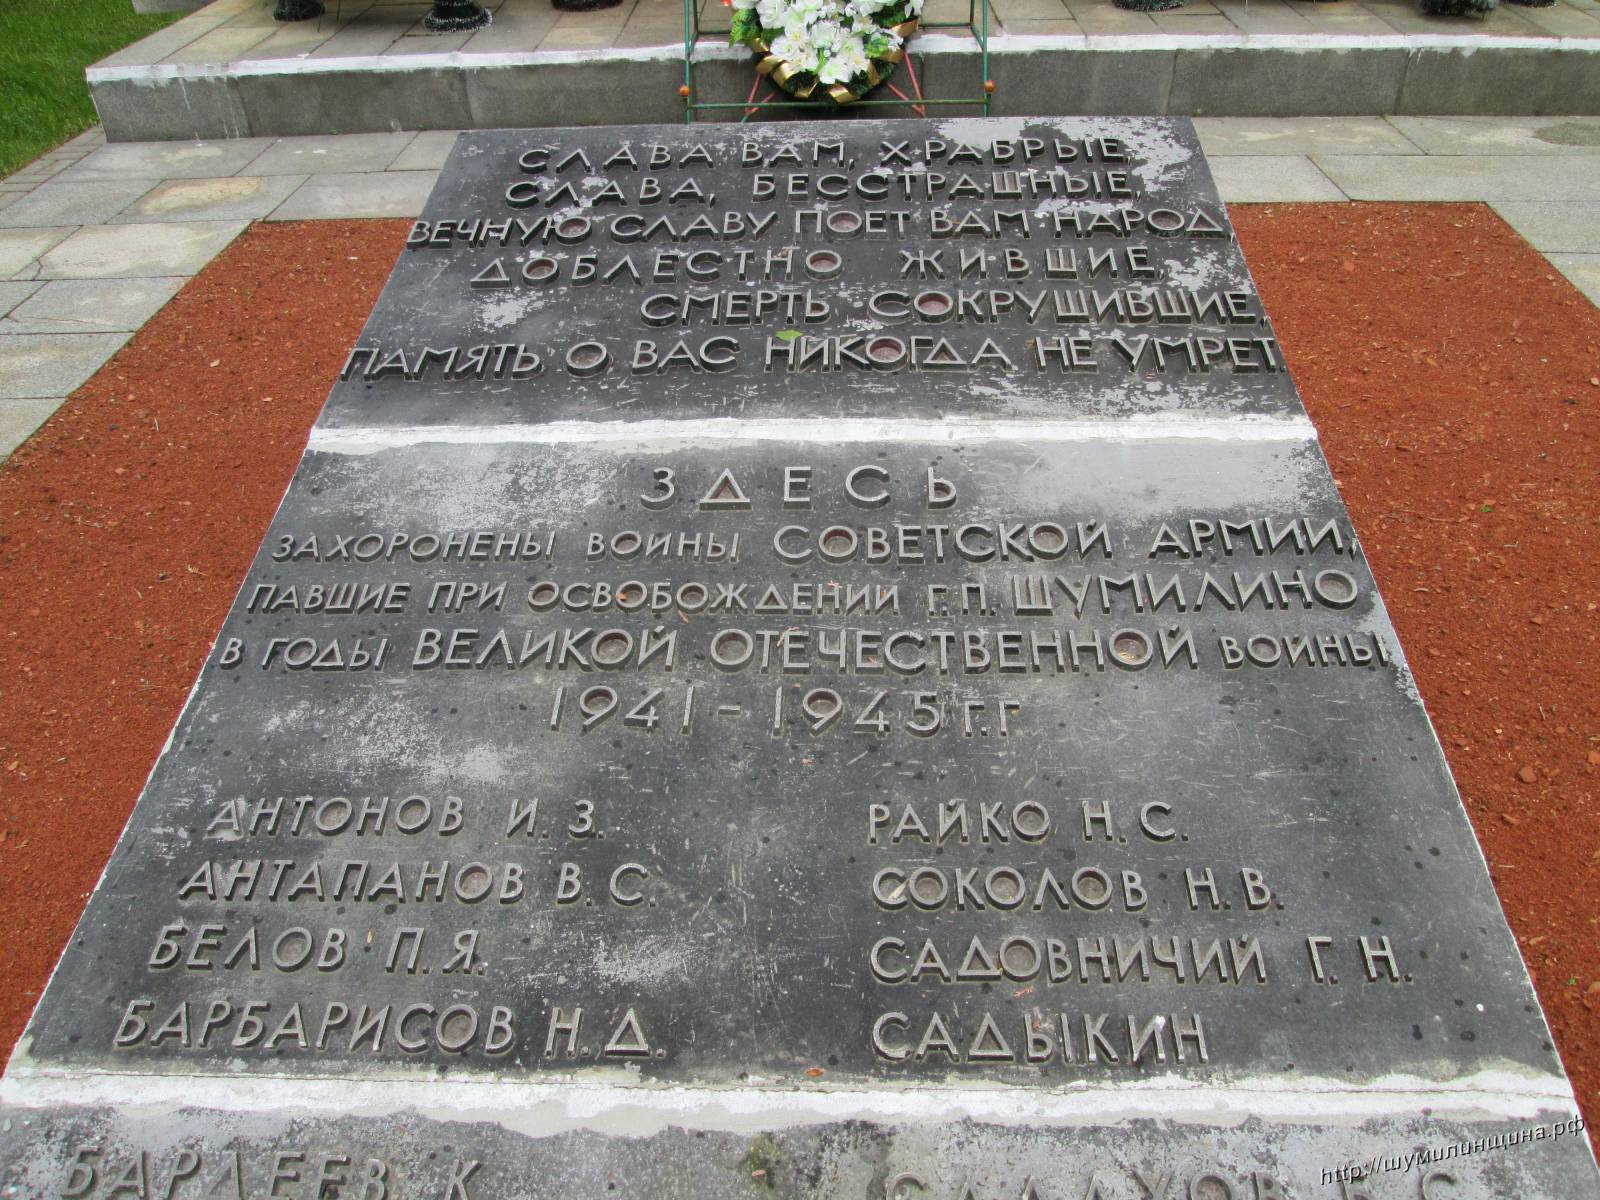 СЛАВА ВАМ, ХРАБРЫЕ,
СЛАВА, БЕССТРАШНЫЕ,
ВЕЧНУЮ СЛАВУ ПОЕТ ВАМ НАРОД,
ДОБЛЕСТНО ЖИВШИЕ,
СМЕРТЬ СОКРУШИВШИЕ,
ПАМЯТЬ О ВАС НИКОГДА НЕ УМРЕТ.
ЗДЕСЬ
ЗАХОРОНЕНЫ ВОИНЫ СОВЕТСКОЙ АРМИИ,
ПАВШИЕ ПРИ ОСВОБОЖДЕНИИ Г.П. ШУМИЛИНО
В ГОДЫ ВЕЛИКОЙ ОТЕЧЕСТВЕННОЙ ВОЙНЫ
1941-1945 г.г
АНТОНОВ И. З.
АНТАПАНОВ В. С.
БЕЛОВ П. Я.
БАРБАРИСОВ Н. Д.
РАЙКО Н. С.
СОКОЛОВ Н. В.
САДОВНИЧИЙ Г. Н.
САДЫКИН
БАРЛЕЕВ К
САЛАХОВ Г. С.
http://шумилинщина.рф